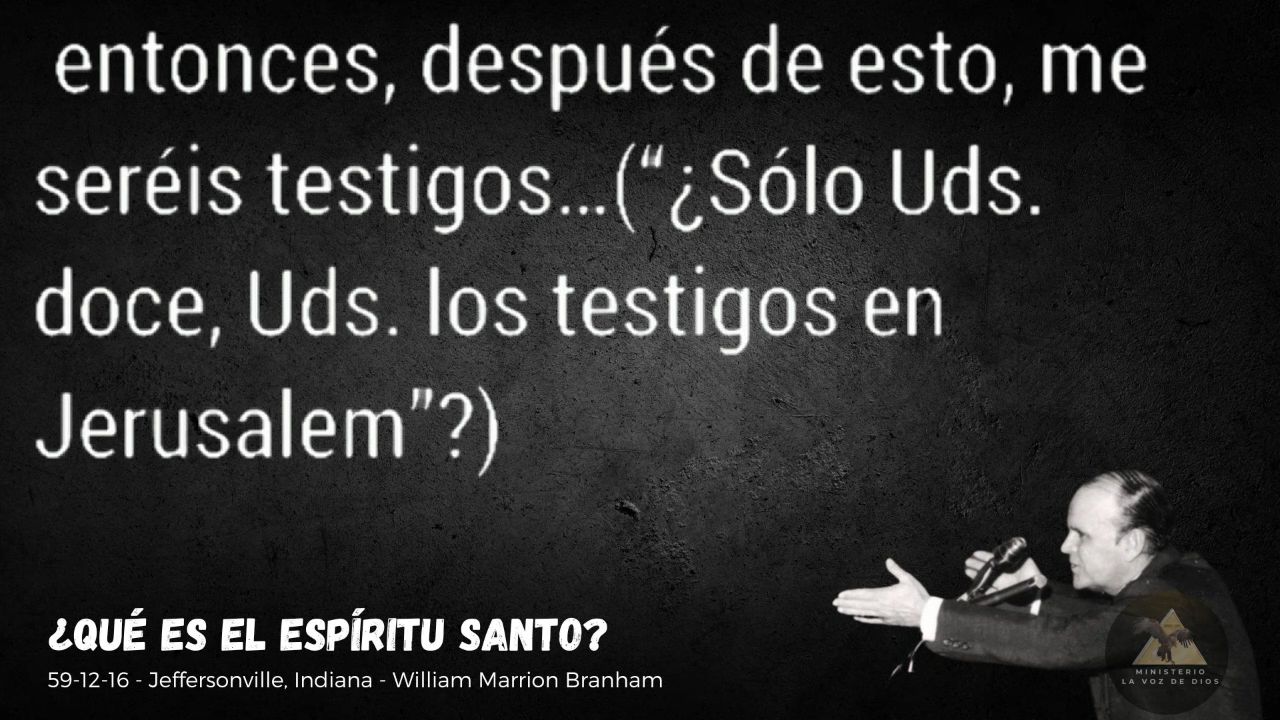 entonces, después de esto, me
seréis testigos...(“¿Sólo Uds.
doce, Uds. los testigos en
Jerusalem”?)
¿QUÉ ES EL ESPÍRITU SANTO?
59-12-16 - Jeffersonville, Indiana - William Marrion Branham
MINISTERIO
LA VOZ DE DIOS